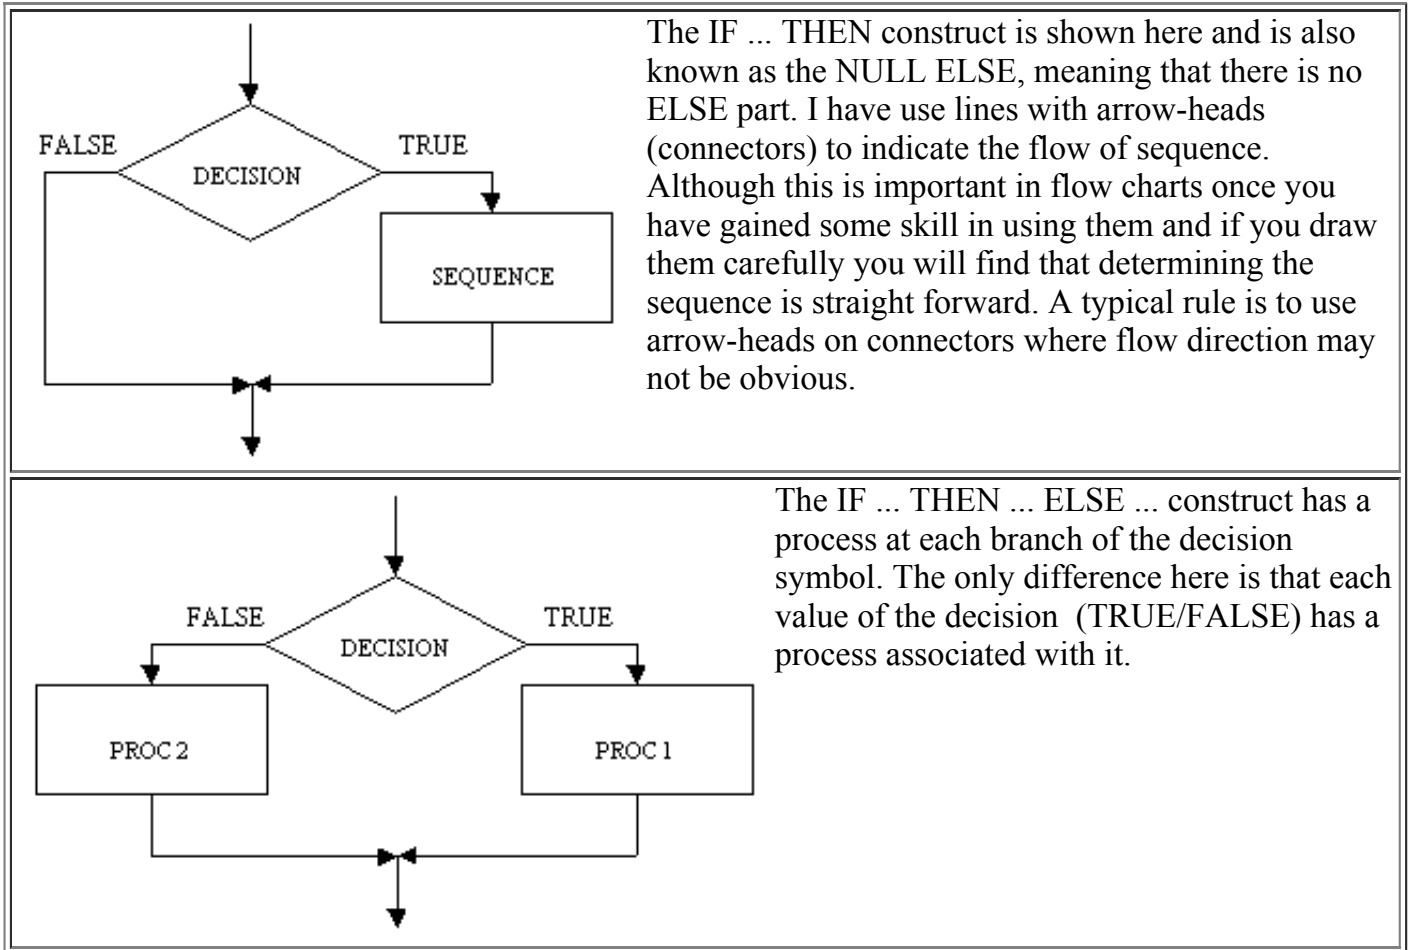 FALSE
TRUE
DECISION
SEQUENCE
The IF ... THEN construct is shown here and is also
known as the NULL ELSE, meaning that there is no
ELSE part. I have use lines with arrow-heads
(connectors) to indicate the flow of sequence.
Although this is important in flow charts once you
have gained some skill in using them and if you draw
them carefully you will find that determining the
sequence is straight forward. A typical rule is to use
arrow-heads on connectors where flow direction may
not be obvious.
FALSE
TRUE
DECISION
PROC 2
PROC 1
The IF ... THEN ... ELSE ... construct has a
process at each branch of the decision
symbol. The only difference here is that each
value of the decision  (TRUE/FALSE) has a
process associated with it.